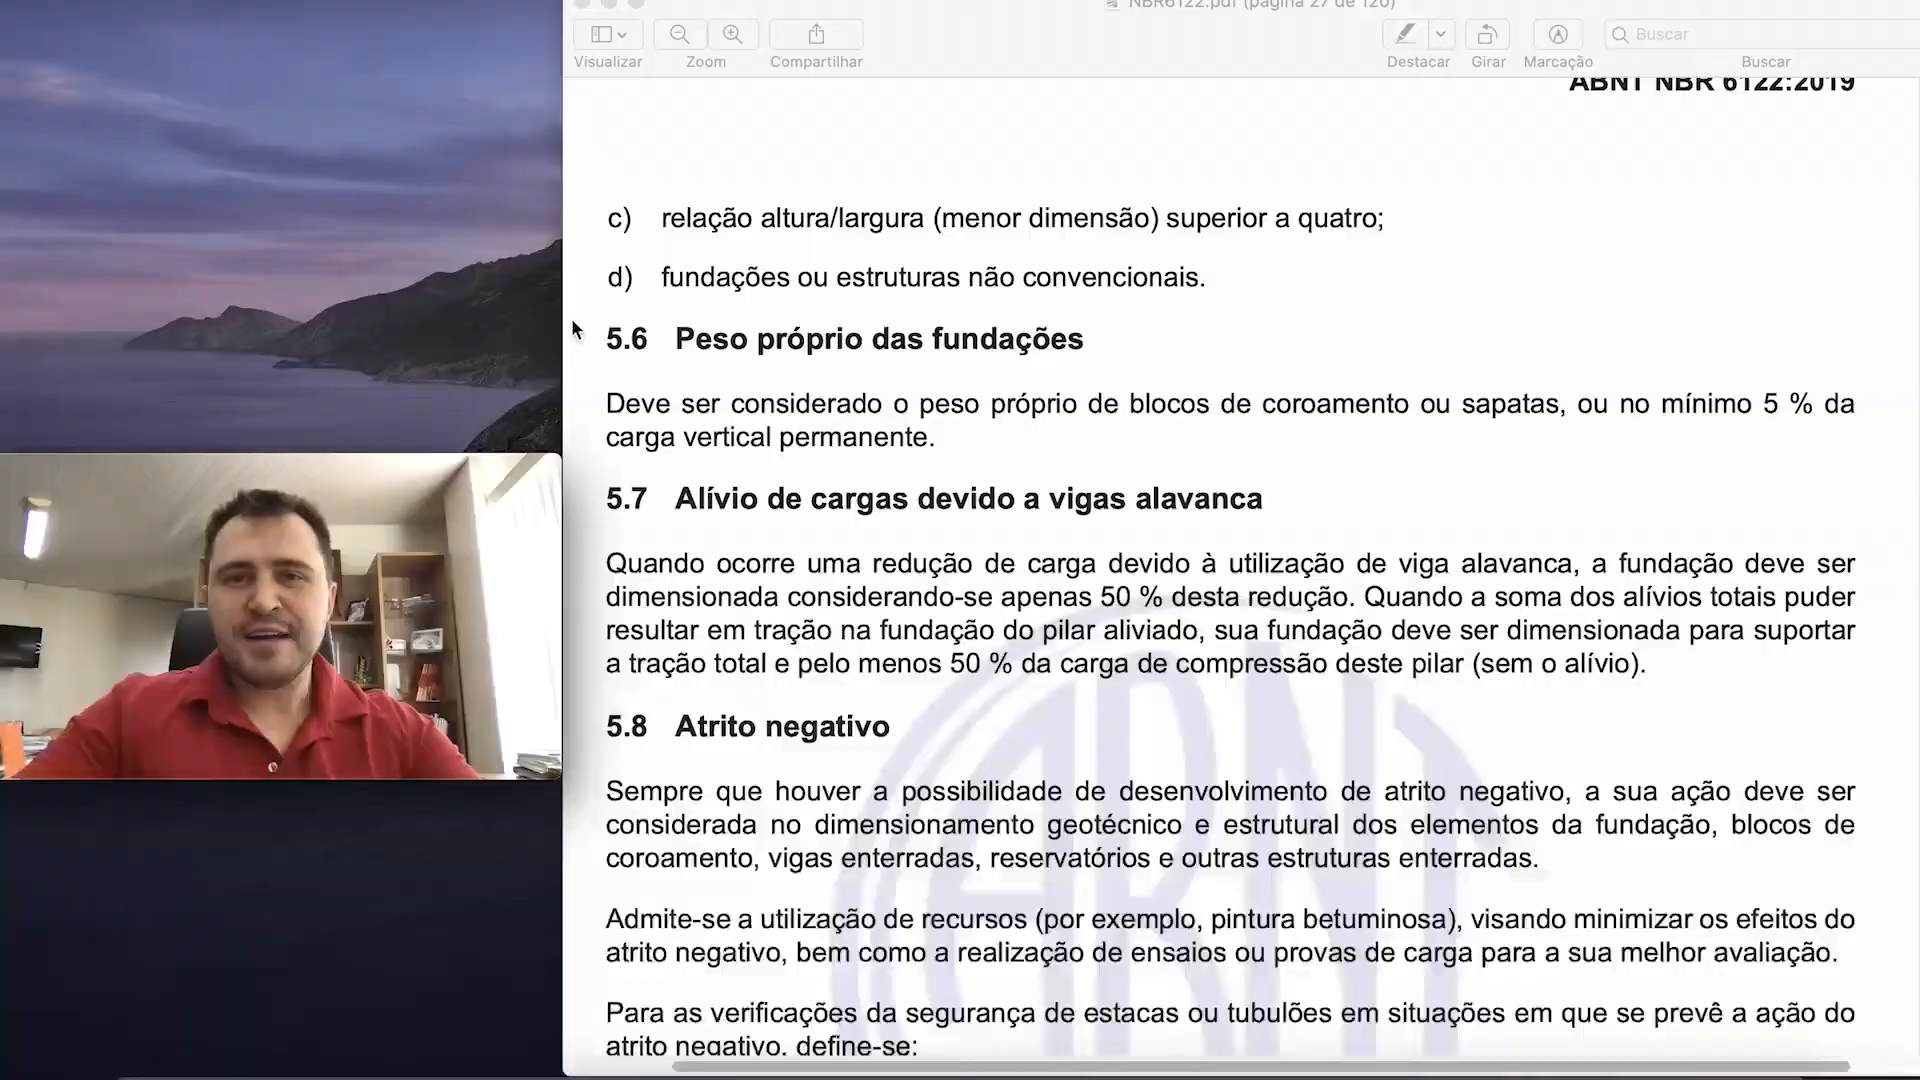 NBR6122.pdf (página 27 de 120)
Visualizar
Zoom
Compartilhar
Destacar
Girar
Marcação
Buscar
Buscar
ABNT NBR 6122:2019
c) relação altura/largura (menor dimensão) superior a quatro;
d) fundações ou estruturas não convencionais.
5.6 Peso próprio das fundações
Deve ser considerado o peso próprio de blocos de coroamento ou sapatas, ou no mínimo 5 % da
carga vertical permanente.
5.7 Alívio de cargas devido a vigas alavanca
Quando ocorre uma redução de carga devido à utilização de viga alavanca, a fundação deve ser
dimensionada considerando-se apenas 50 % desta redução. Quando a soma dos alívios totais puder
resultar em tração na fundação do pilar aliviado, sua fundação deve ser dimensionada para suportar
a tração total e pelo menos 50 % da carga de compressão deste pilar (sem o alívio).
5.8 Atrito negativo
Sempre que houver a possibilidade de desenvolvimento de atrito negativo, a sua ação deve ser
considerada no dimensionamento geotécnico e estrutural dos elementos da fundação, blocos de
coroamento, vigas enterradas, reservatórios e outras estruturas enterradas.
Admite-se a utilização de recursos (por exemplo, pintura betuminosa), visando minimizar os efeitos do
atrito negativo, bem como a realização de ensaios ou provas de carga para a sua melhor avaliação.
Para as verificações da segurança de estacas ou tubulões em situações em que se prevê a ação do
atrito negativo, define-se:
ABNT